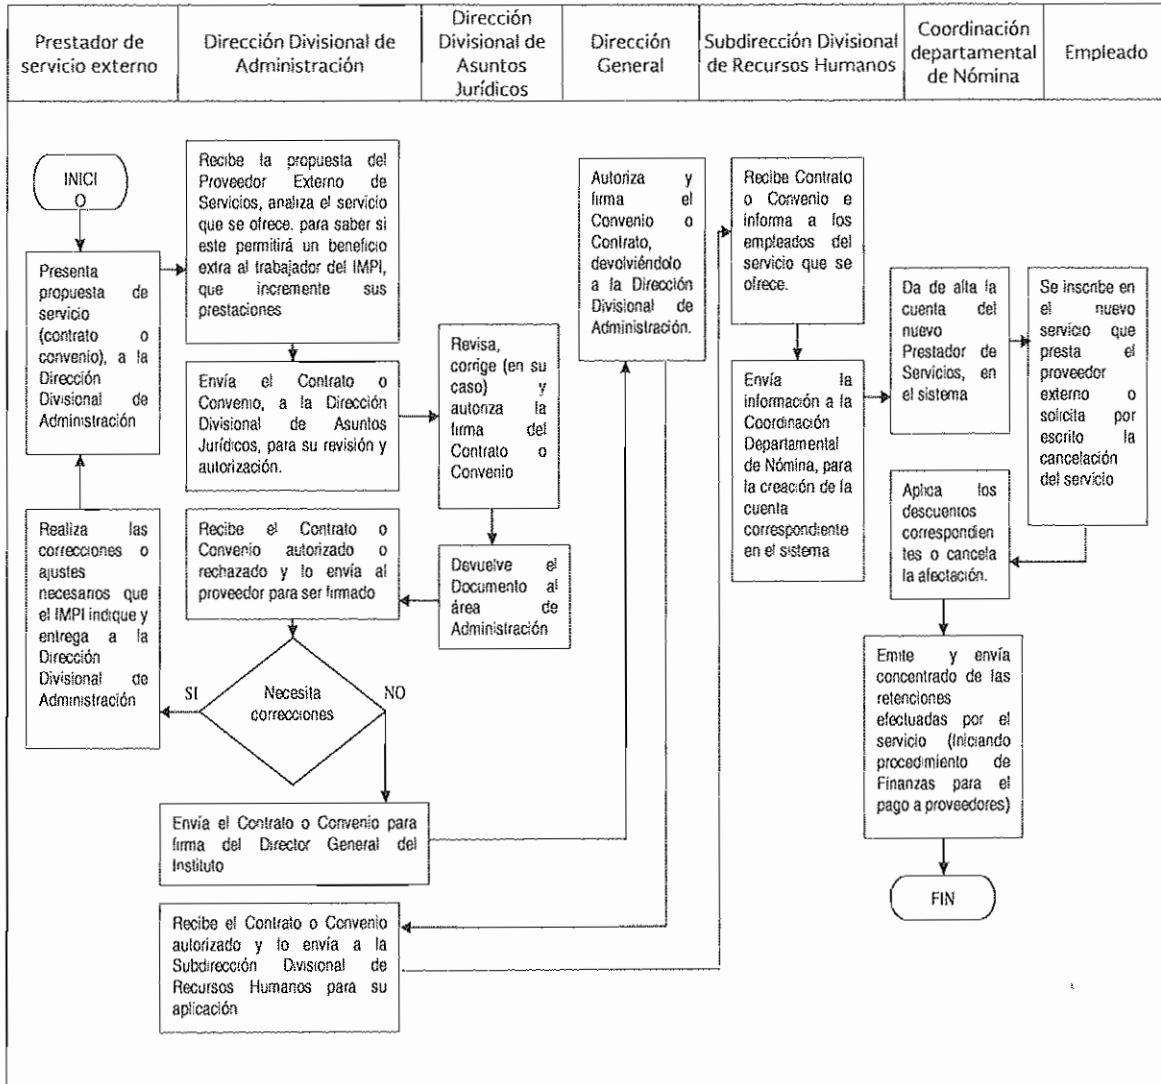 Prestador de
servicio externo
Dirección Divisional de
Administración
Dirección
Divisional de
Asuntos
Jurídicos
Dirección
General
Subdirección Divisional
de Recursos Humanos
Coordinación
departamental
de Nómina
Empleado
INICI
O
Presenta
propuesta de
servicio
(contrato o
convenio), a la
Dirección
Divisional de
Administración
Realiza las
correcciones o
ajustes
necesarios que
el IMPI indique y
entrega a la
Dirección
Divisional de
Administración
Recibe la propuesta del
Proveedor Externo de
Servicios, analiza el servicio
que se ofrece. para saber si
este permitirá un beneficio
extra al trabajador del IMPI,
que incremente sus
prestaciones
Envía el Contrato o
Convenio, a la Dirección
Divisional de Asuntos
Jurídicos, para su revisión y
autorización.
Recibe el Contrato o
Convenio autorizado o
rechazado y lo envía al
proveedor para ser firmado
SI
Necesita
correcciones
NO
Envía el Contrato o Convenio para
firma del Director General del
Instituto
Recibe el Contrato o Convenio
autorizado y lo envía a la
Subdirección Divisional de
Recursos Humanos para su
aplicación
Revisa,
corrige (en su
caso) y
autoriza la
firma del
Contrato o
Convenio
Devuelve el
Documento al
área de
Administración
Autoriza y
firma el
Convenio o
Contrato,
devolviéndolo
a la Dirección
Divisional de
Administración.
Recibe Contrato
o Convenio e
informa a los
empleados del
servicio que se
ofrece.
Envía la
información a la
Coordinación
Departamental
de Nómina, para
la creación de la
cuenta
correspondiente
en el sistema
Da de alta la
cuenta del
nuevo
Prestador de
Servicios, en
el sistema
Se inscribe en
el nuevo
servicio que
presta el
proveedor
externo o
solicita por
escrito la
cancelación
del servicio
Aplica los
descuentos
correspondien
tes o cancela
la afectación.
Emite y envía
concentrado de las
retenciones
efectuadas por el
servicio (Iniciando
procedimiento de
Finanzas para el
pago a proveedores)
FIN